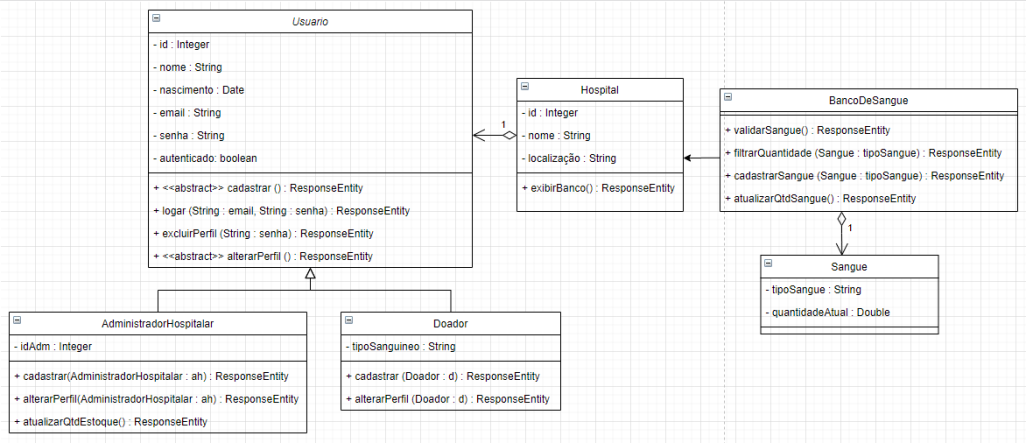 Usuario
- id : Integer
- nome : String
- nascimento : Date
- email : String
- senha : String
- autenticado: boolean
+ <<abstract>> cadastrar () : ResponseEntity
+ logar (String : email, String : senha) : ResponseEntity
+ excluirPerfil (String : senha) : ResponseEntity
+ <<abstract>> alterarPerfil () : ResponseEntity
1
Hospital
- id : Integer
- nome : String
- localização : String
+ exibirBanco() : ResponseEntity
BancoDeSangue
+ validarSangue() : ResponseEntity
+ filtrarQuantidade (Sangue : tipoSangue) : ResponseEntity
+ cadastrarSangue (Sangue : tipoSangue) : ResponseEntity
+ atualizarQtdSangue() : ResponseEntity
1
Sangue
- tipoSangue : String
- quantidadeAtual : Double
AdministradorHospitalar
- idAdm : Integer
+ cadastrar(AdministradorHospitalar : ah) : ResponseEntity
+ alterarPerfil(AdministradorHospitalar : ah) : ResponseEntity
+ atualizarQtdEstoque() : ResponseEntity
Doador
- tipoSanguineo : String
+ cadastrar (Doador : d) : ResponseEntity
+ alterarPerfil (Doador : d) : ResponseEntity